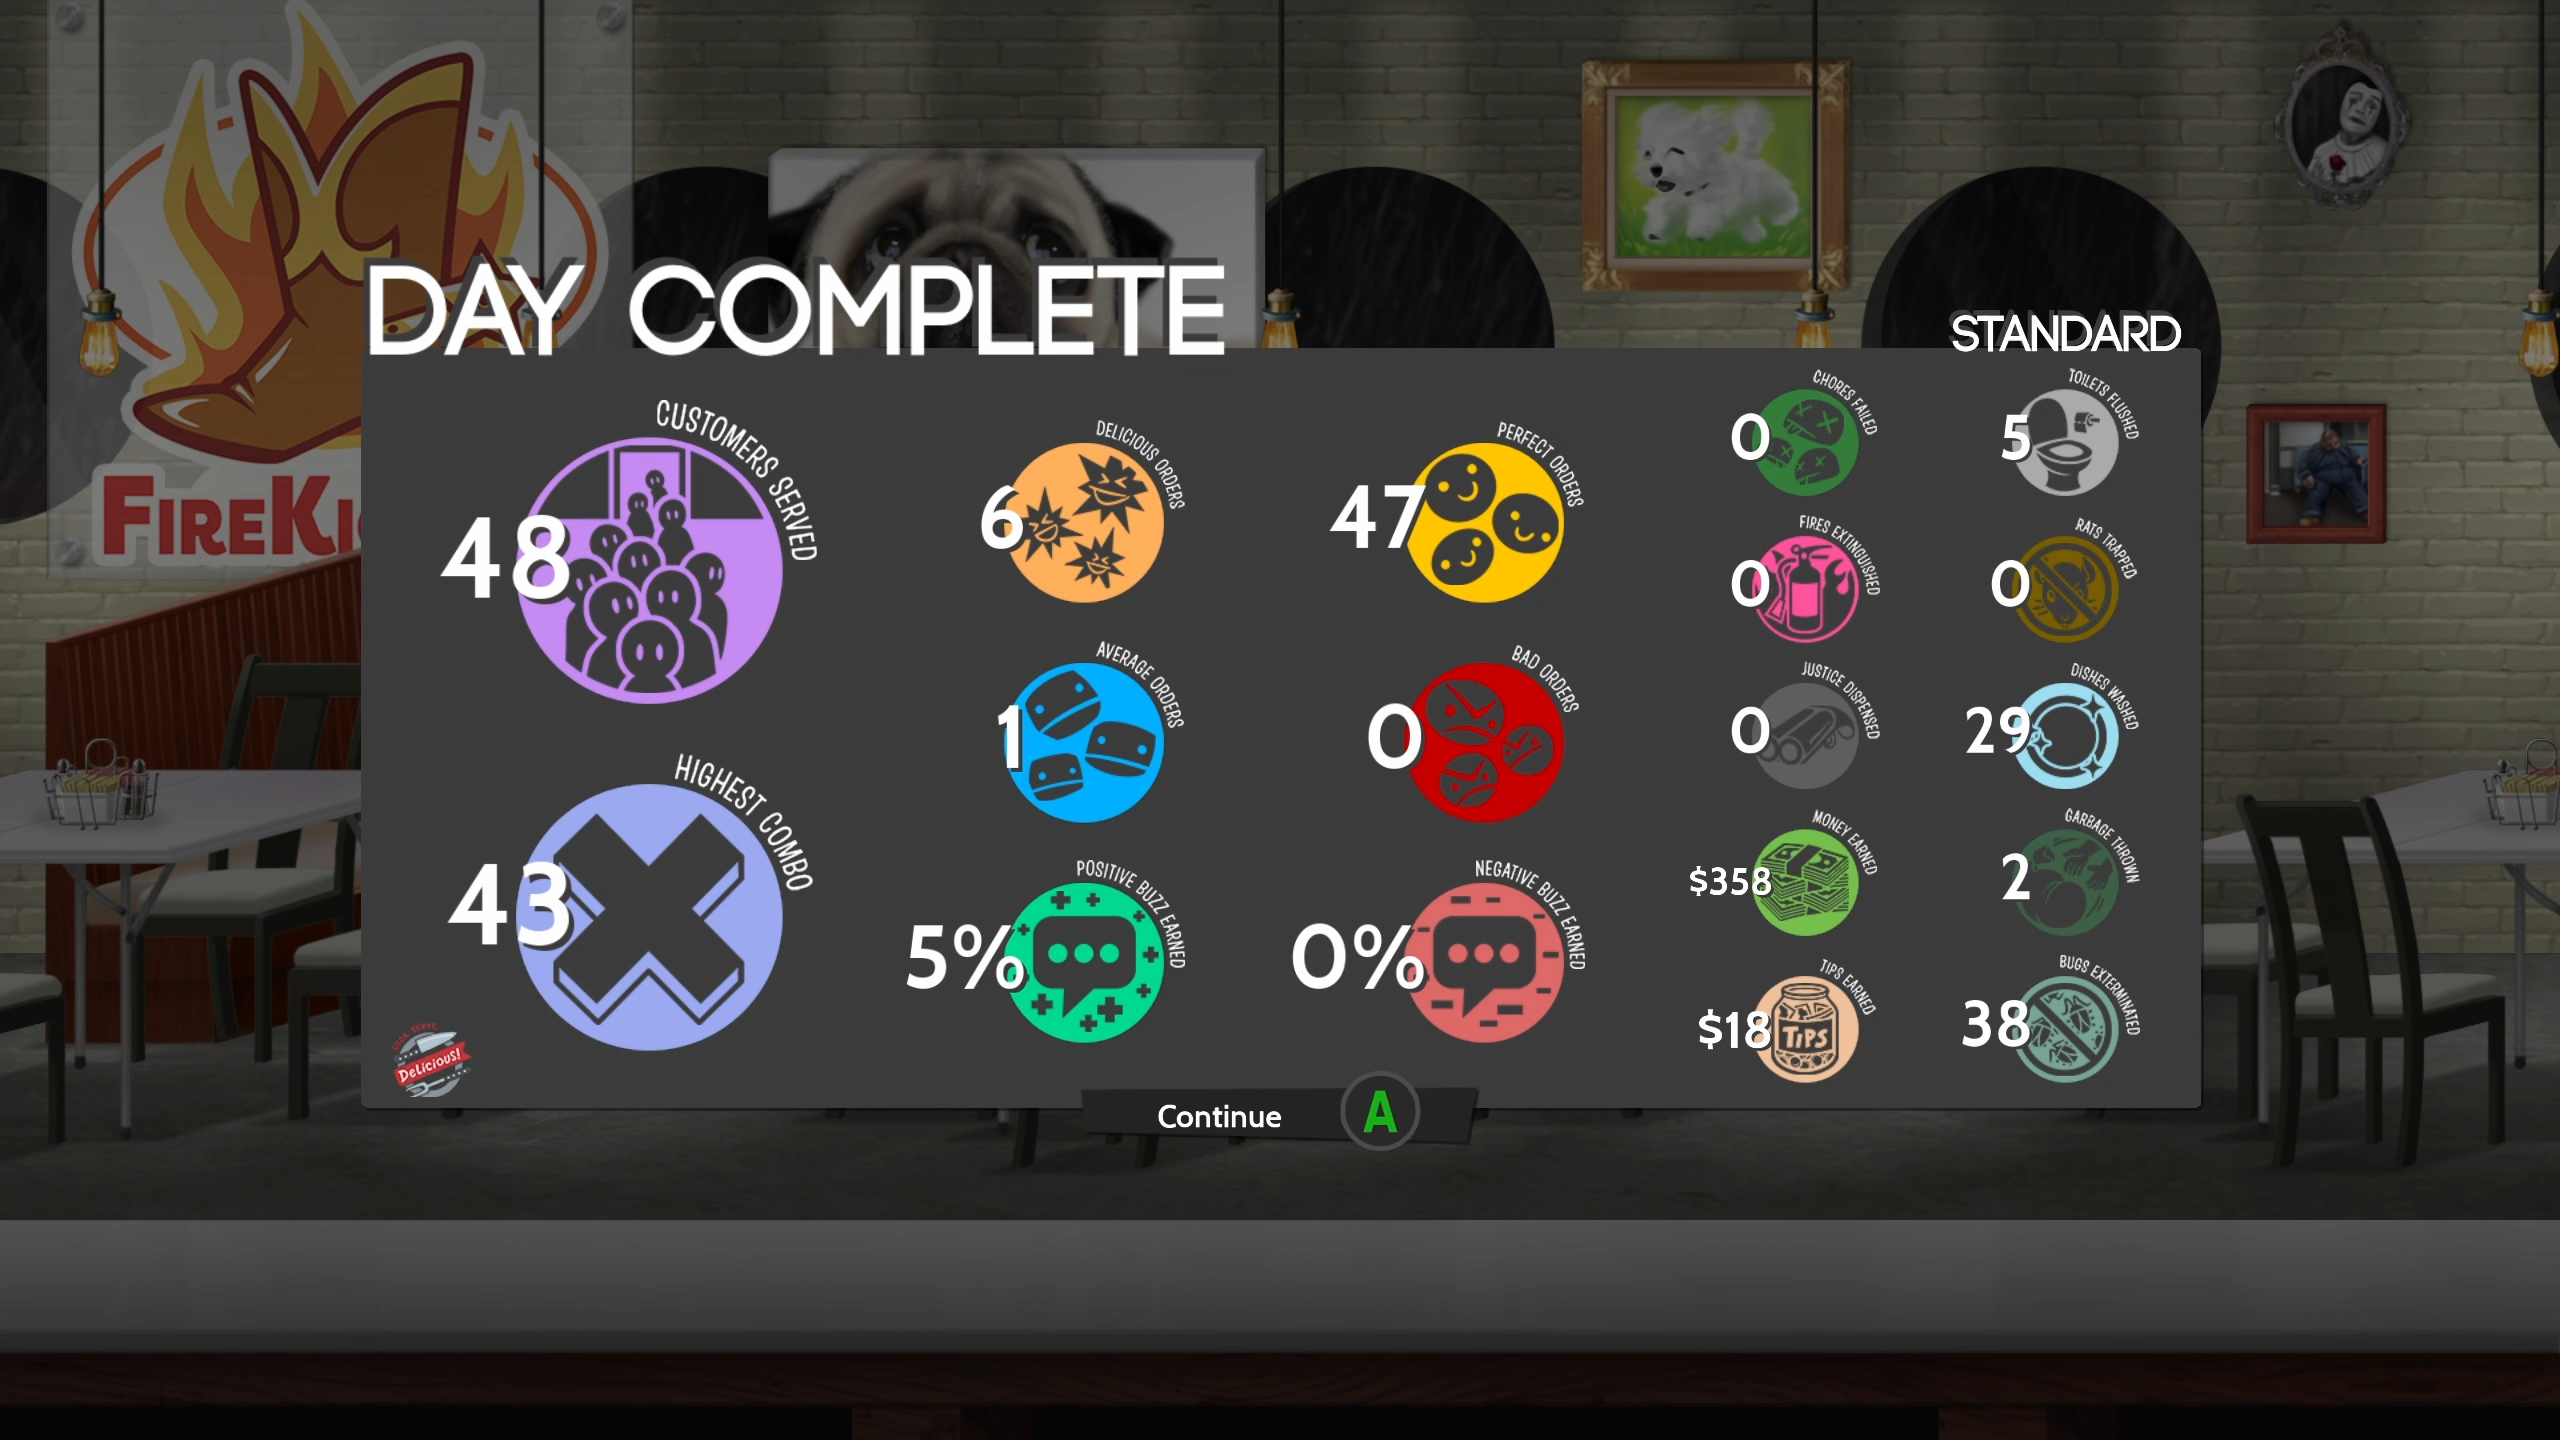 DAY COMPLETE
STANDARD
CUSTOMERS SERVED
48
HIGHEST COMBO
43
DELICIOUS ORDERS
6
PERFECT ORDERS
47
AVERAGE ORDERS
1
BAD ORDERS
0
POSITIVE BUZZ EARNED
5%
NEGATIVE BUZZ EARNED
0%
CHORES FAILED
0
TOILETS FLUSHED
5
FIRES EXTINGUISHED
0
RATS TRAPPED
0
JUSTICE DISPENSED
0
DISHES WASHED
29
MONEY EARNED
$358
GARBAGE THROWN
2
TIPS EARNED
$18
TIPS
BUGS EXTERMINATED
38
COOK, SERVE,
Delicious!
Continue
A
FIREKI